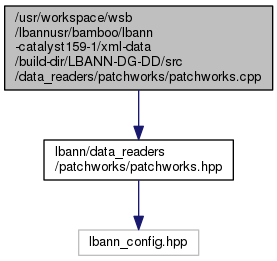 /usr/workspace/wsb
/lbannusr/bamboo/lbann
-catalyst159-1/xml-data
/build-dir/LBANN-DG-DD/src
/data_readers/patchworks/patchworks.cpp
lbann/data_readers
/patchworks/patchworks.hpp
lbann_config.hpp